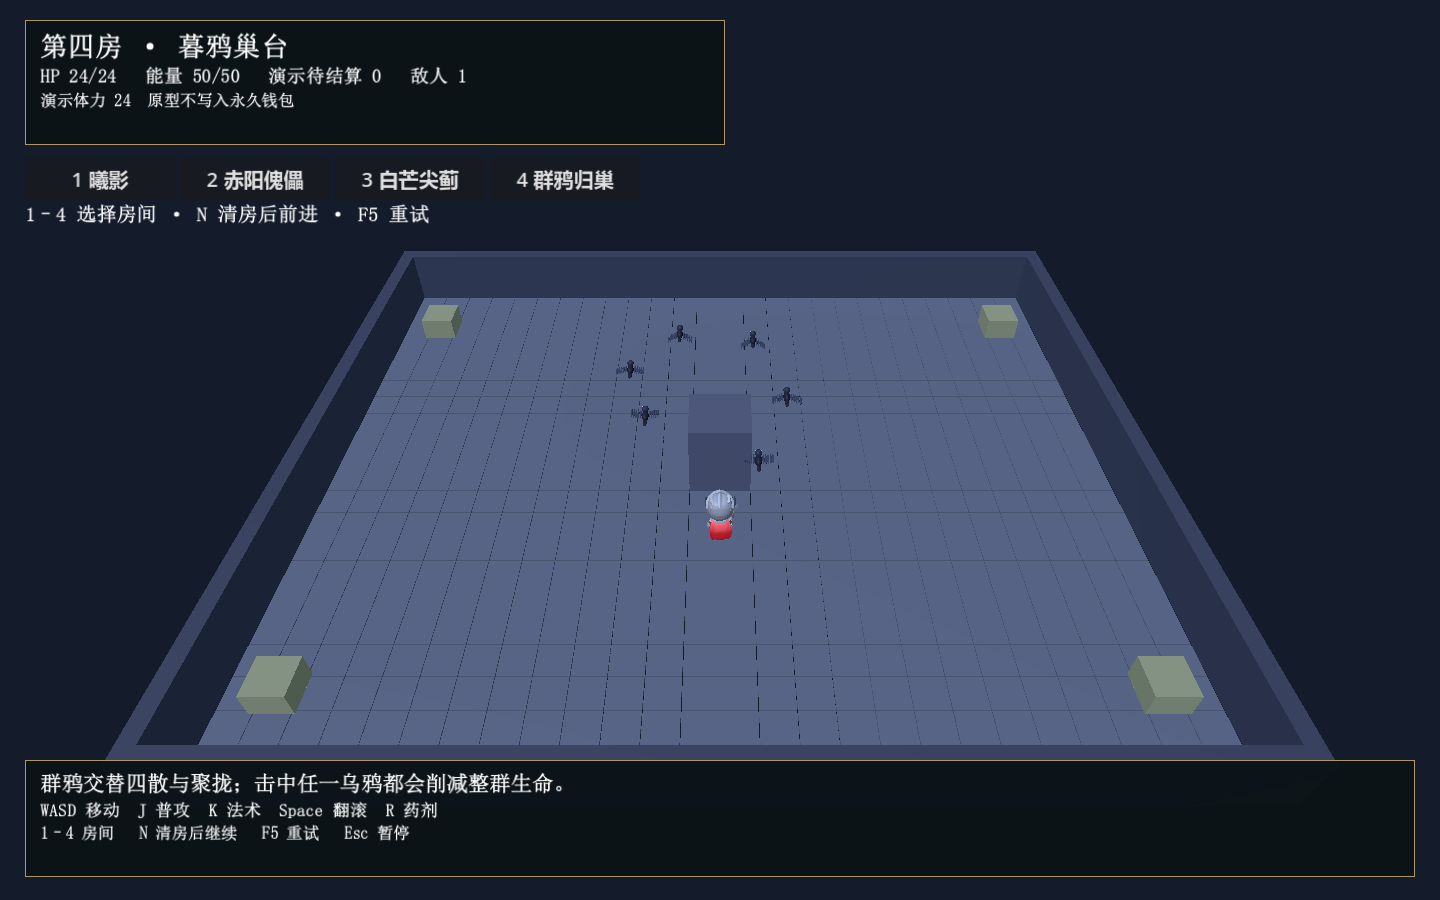 第四房 • 暮鸦巢台
HP 24/24 能量 50/50 演示待结算 0 敌人 1
演示体力 24 原型不写入永久钱包
1 曦影 2 赤阳傀儡 3 白芒尖蓟 4 群鸦归巢
1-4 选择房间 • N 清房后前进 • F5 重试
群鸦交替四散与聚拢；击中任一乌鸦都会削减整群生命。
WASD 移动 J 普攻 K 法术 Space 翻滚 R 药剂
1-4 房间 N 清房后继续 F5 重试 Esc 暂停